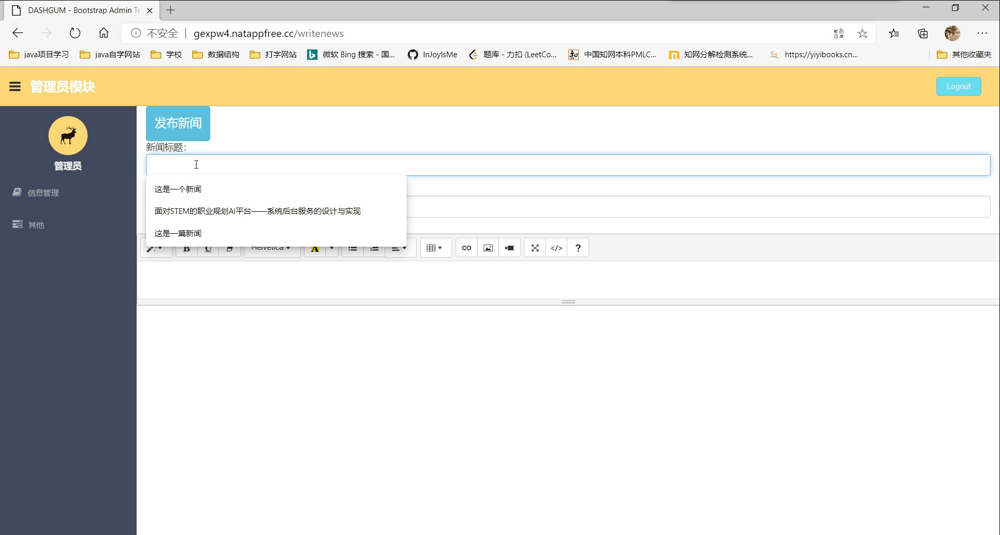 DASHGUM - Bootstrap Admin Te
不安全 | gexpw4.natappfree.cc/writenews
java项目学习 java自学网站 学校 数据结构 打字网站 微软 Bing 搜索 - 国... InJoyIsMe 题库 - 力扣 (LeetCo... 中国知网本科PMLC... 知网分解检测系统... https://yiyibooks.cn... 其他收藏夹
管理员模块 Logout
管理员
信息管理
其他
发布新闻
新闻标题：
这是一个新闻
面对STEM的职业规划AI平台——系统后台服务的设计与实现
这是一篇新闻
B U Helvetica A </> ?